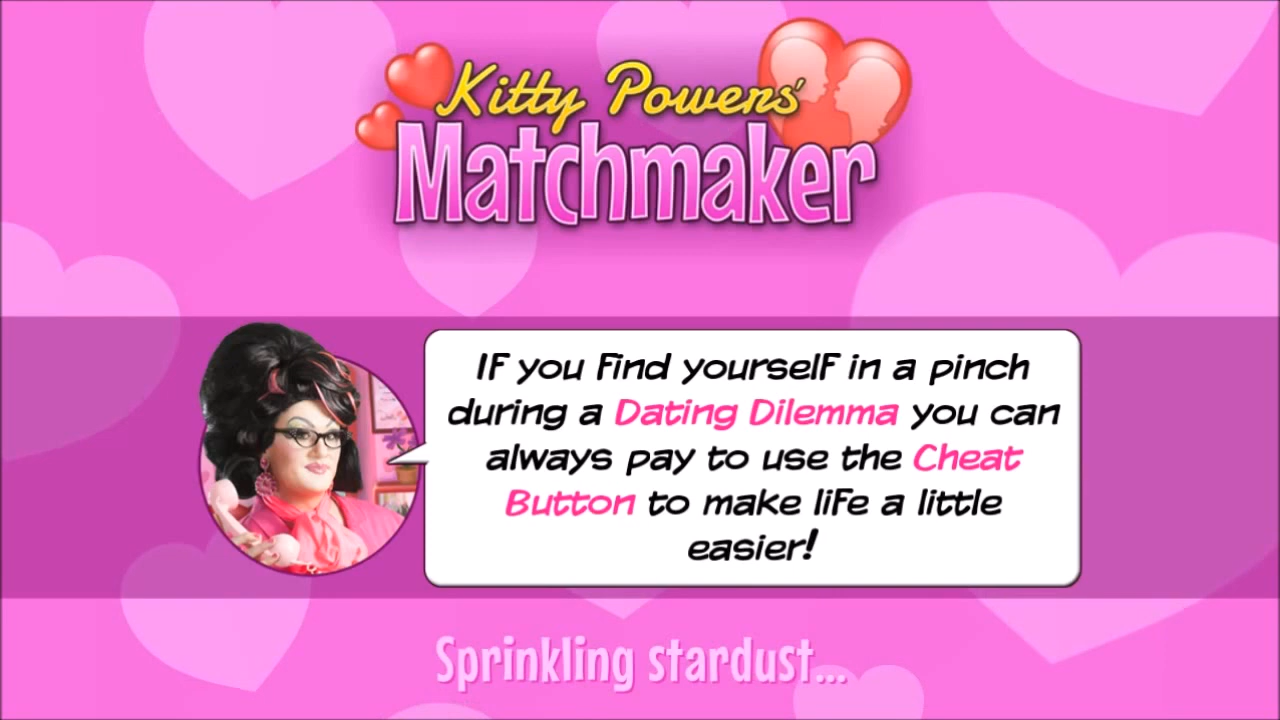 Kitty Powers'
Matchmaker
If you find yourself in a pinch
during a Dating Dilemma you can
always pay to use the Cheat
Button to make life a little
easier!
Sprinkling stardust...